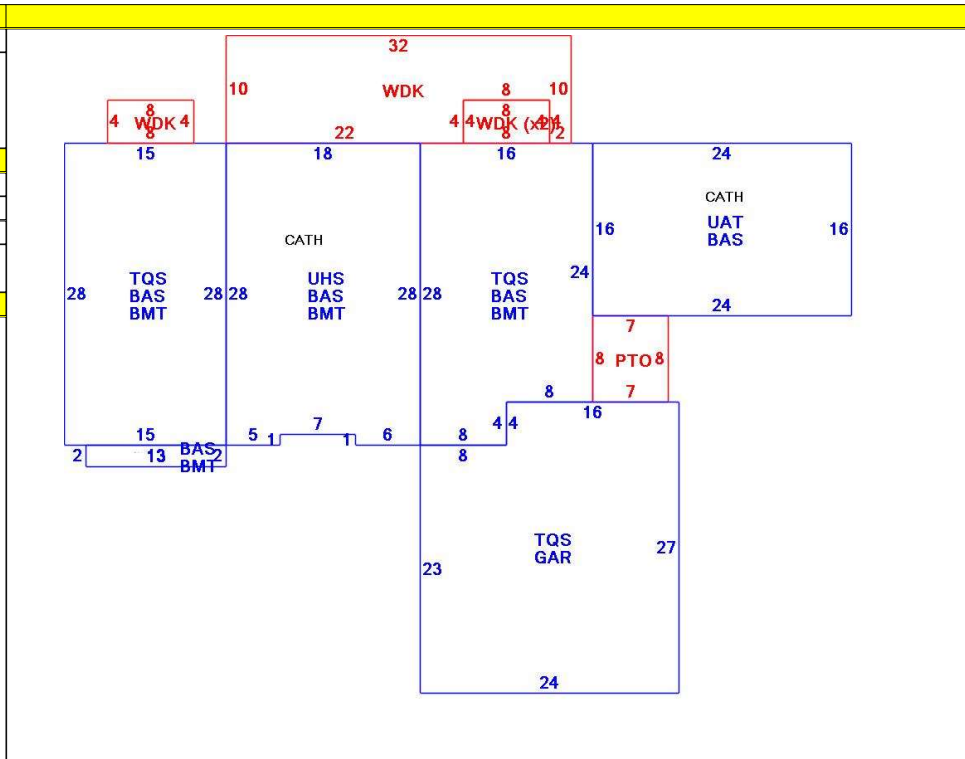 32
10 WDK 8 10
8
4 WDK 4
8
8
4 4 WDK (x2) 4 4
8 2
22
15 18 16 24
CATH
16 UAT 16
BAS
CATH
24
28 TQS 28
BAS
BMT
28 UHS 28
BAS
BMT
28 TQS
BAS
BMT
24
7
8 PTO 8
7
8
16
4 4
7
15 5 1 1 6 8
2 13 BAS 2
BMT
8
TQS
GAR
27
23
24